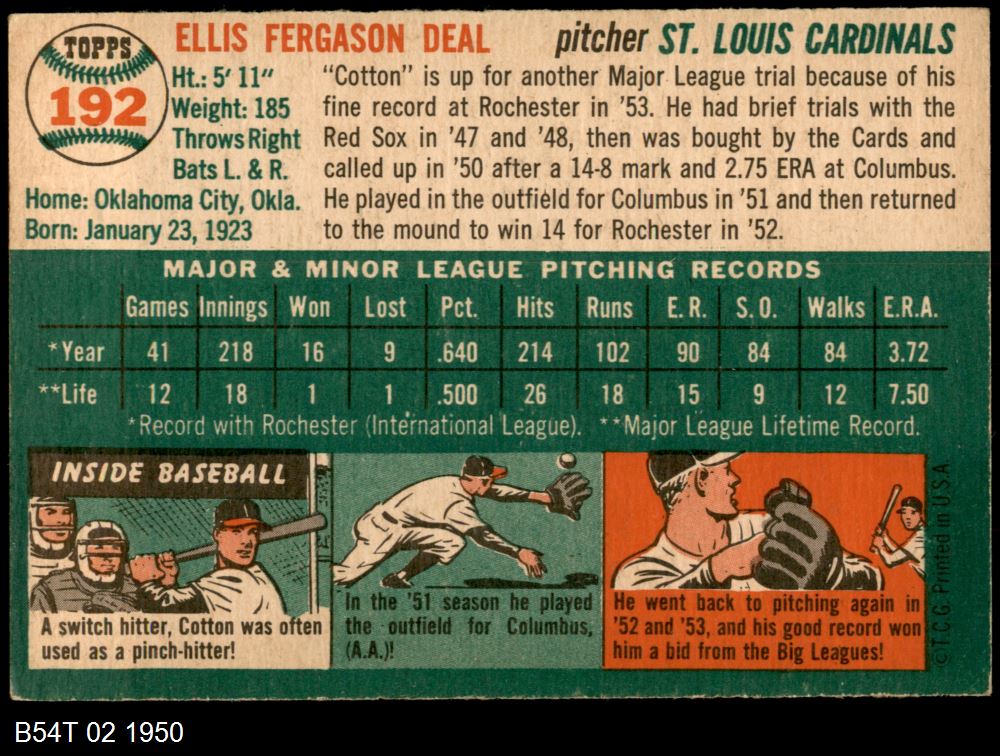 TOPPS
192
ELLIS FERGASON DEAL
pitcher ST. LOUIS CARDINALS
Ht.: 5' 11"
Weight: 185
Throws Right
Bats L. & R.
Home: Oklahoma City, Okla.
Born: January 23, 1923
"Cotton" is up for another Major League trial because of his
fine record at Rochester in '53. He had brief trials with the
Red Sox in '47 and '48, then was bought by the Cards and
called up in '50 after a 14-8 mark and 2.75 ERA at Columbus.
He played in the outfield for Columbus in '51 and then returned
to the mound to win 14 for Rochester in '52.
MAJOR & MINOR LEAGUE PITCHING RECORDS
Games Innings Won Lost Pct. Hits Runs E. R. S. O. Walks E.R.A.
*Year 41 218 16 9 .640 214 102 90 84 84 3.72
**Life 12 18 1 1 .500 26 18 15 9 12 7.50
*Record with Rochester (International League). **Major League Lifetime Record.
INSIDE BASEBALL
A switch hitter, Cotton was often
used as a pinch-hitter!
In the '51 season he played
the outfield for Columbus,
(A.A.)!
He went back to pitching again in
'52 and '53, and his good record won
him a bid from the Big Leagues!
© T.C.G. Printed in U.S.A.
B54T 02 1950